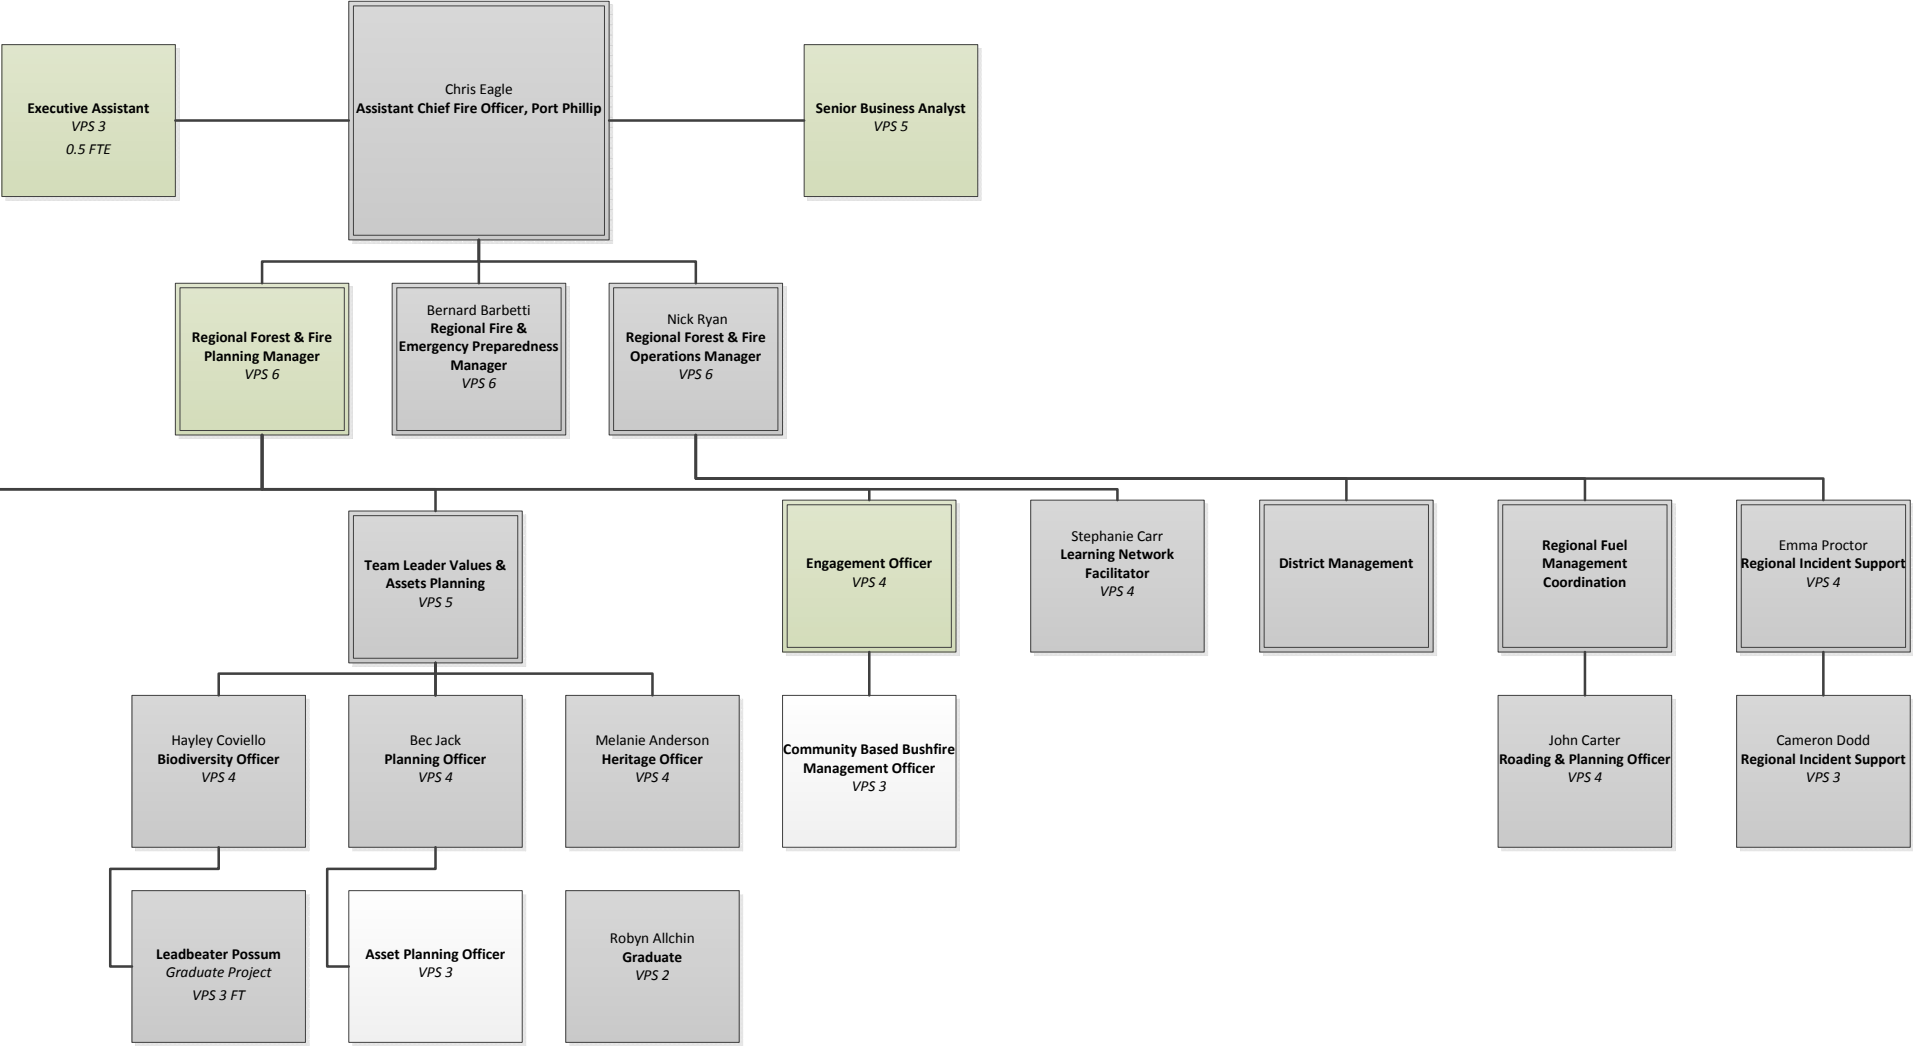 Executive Assistant
VPS 3
0.5 FTE
Chris Eagle
Assistant Chief Fire Officer, Port Phillip
Senior Business Analyst
VPS 5
Regional Forest & Fire
Planning Manager
VPS 6
Bernard Barbetti
Regional Fire &
Emergency Preparedness
Manager
VPS 6
Nick Ryan
Regional Forest & Fire
Operations Manager
VPS 6
Team Leader Values &
Assets Planning
VPS 5
Engagement Officer
VPS 4
Stephanie Carr
Learning Network
Facilitator
VPS 4
District Management
Regional Fuel
Management
Coordination
Emma Proctor
Regional Incident Support
VPS 4
Hayley Coviello
Biodiversity Officer
VPS 4
Bec Jack
Planning Officer
VPS 4
Melanie Anderson
Heritage Officer
VPS 4
Community Based Bushfire
Management Officer
VPS 3
John Carter
Roading & Planning Officer
VPS 4
Cameron Dodd
Regional Incident Support
VPS 3
Leadbeater Possum
Graduate Project
VPS 3 FT
Asset Planning Officer
VPS 3
Robyn Allchin
Graduate
VPS 2